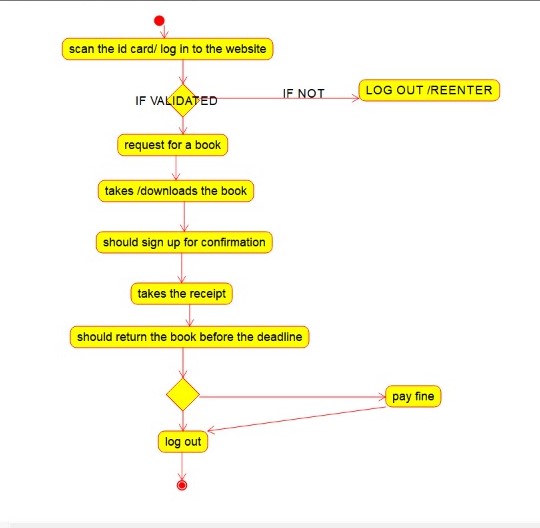 scan the id card/ log in to the website
IF VALIDATED
IF NOT
LOG OUT /REENTER
request for a book
takes /downloads the book
should sign up for confirmation
takes the receipt
should return the book before the deadline
pay fine
log out